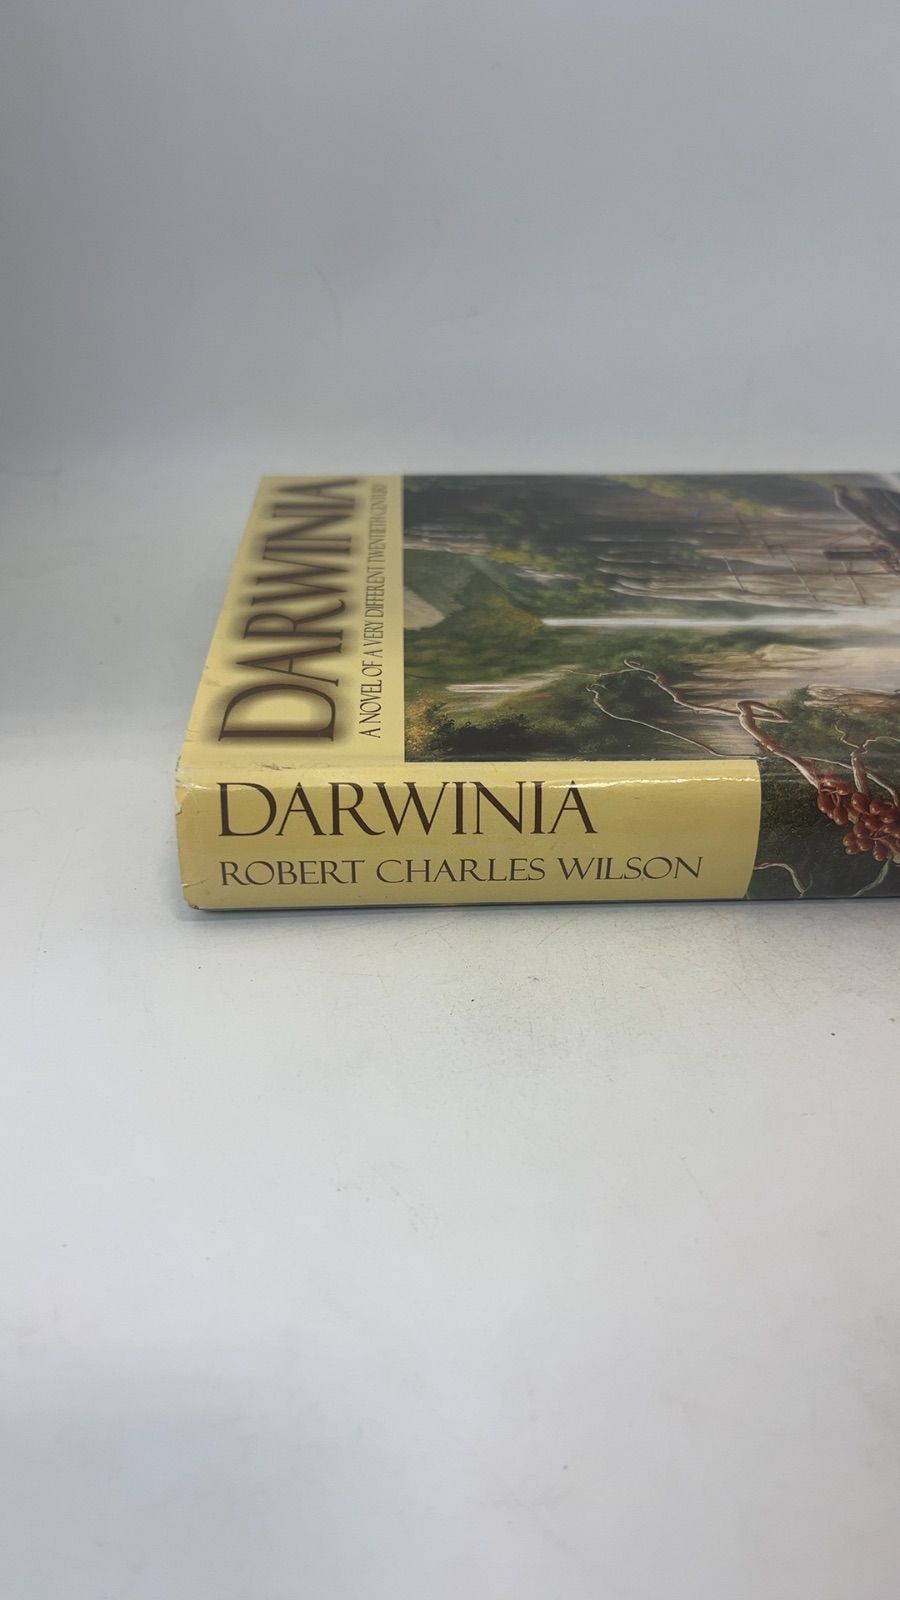 DARWINIA
A NOVEL OF A VERY DIFFERENT TWENTIETH CENTURY
DARWINIA
ROBERT CHARLES WILSON